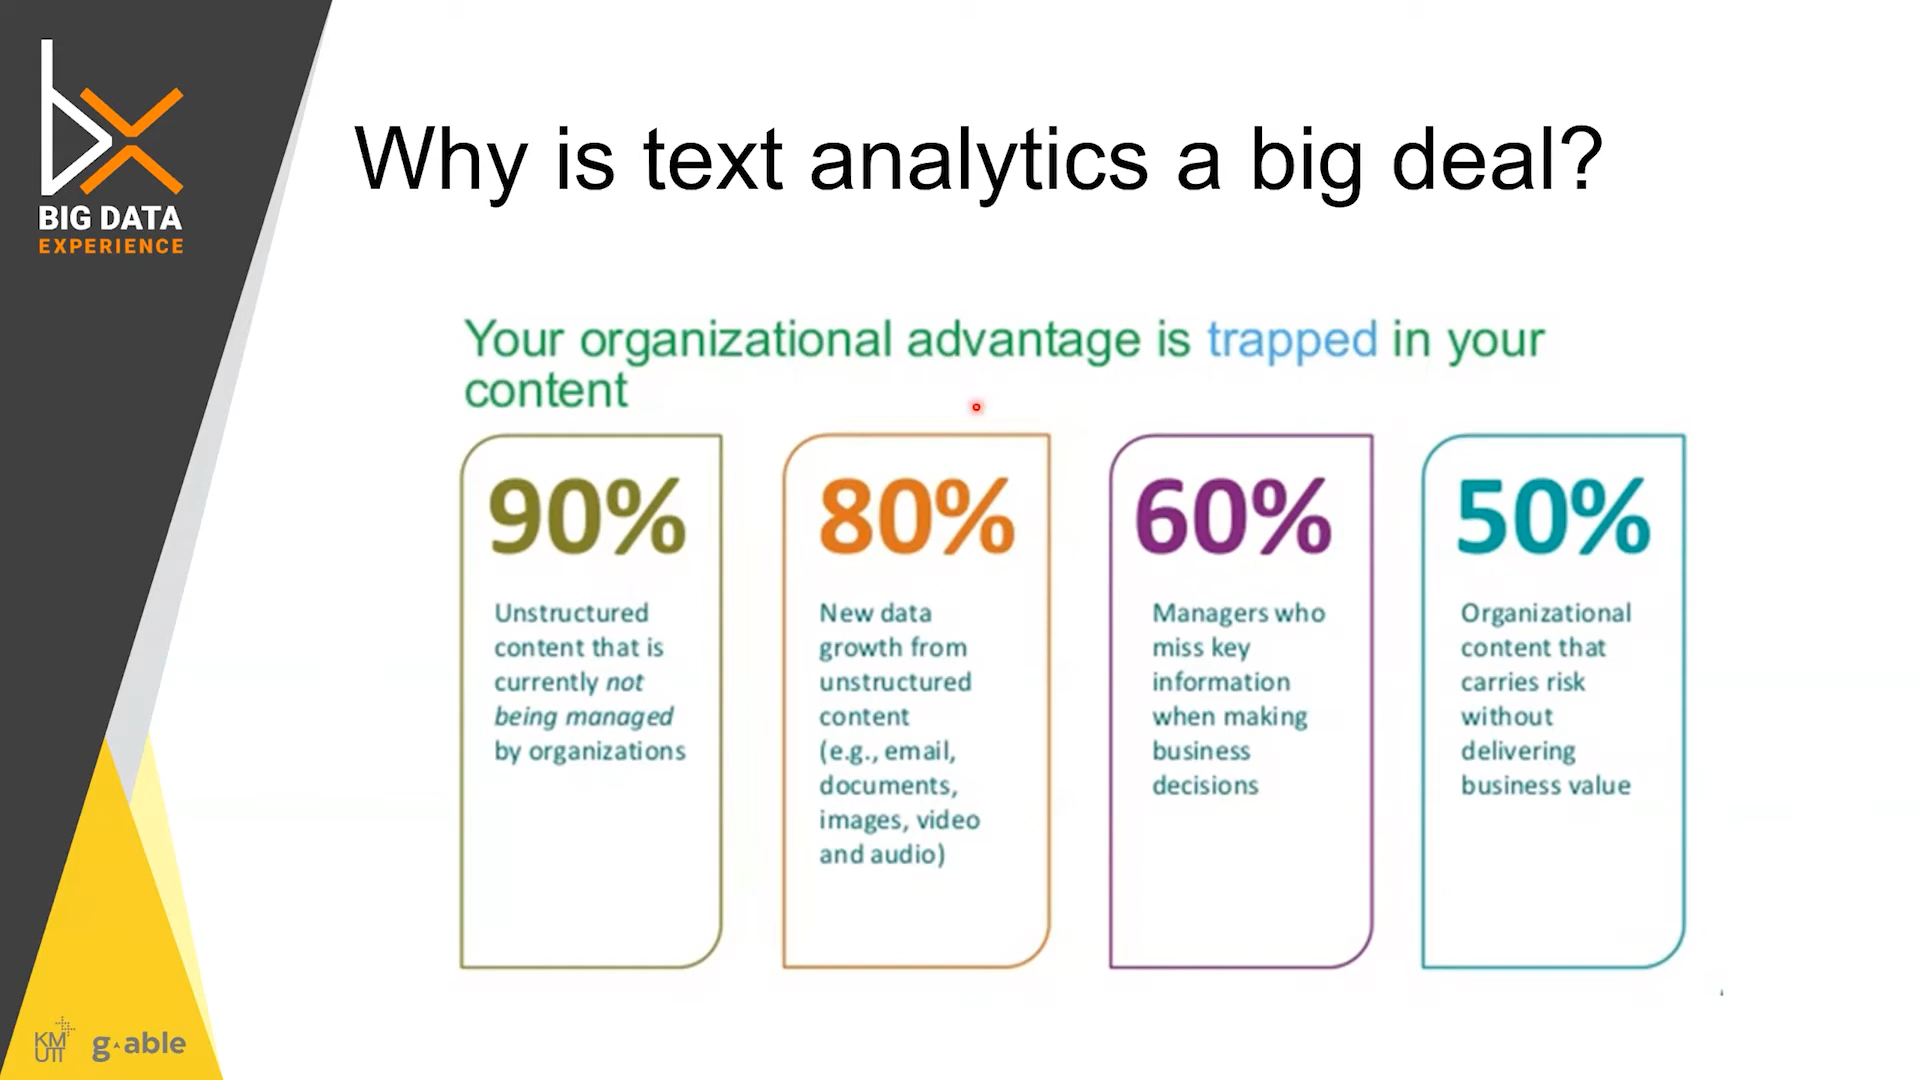 BIG DATA
EXPERIENCE
Why is text analytics a big deal?
Your organizational advantage is trapped in your
content
90%
Unstructured
content that is
currently not
being managed
by organizations
80%
New data
growth from
unstructured
content
(e.g., email,
documents,
images, video
and audio)
60%
Managers who
miss key
information
when making
business
decisions
50%
Organizational
content that
carries risk
without
delivering
business value
KM
UTT
g-able